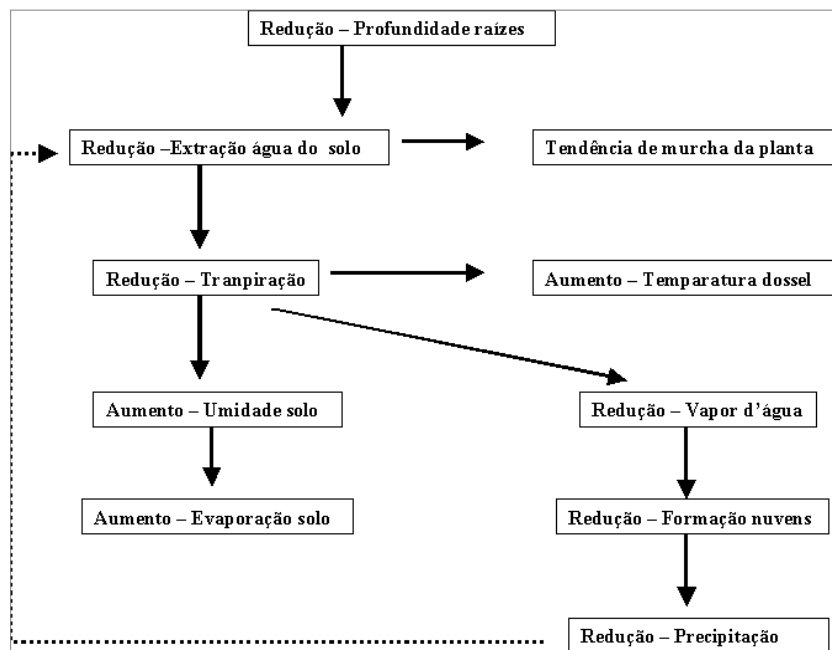 Redução – Profundidade raízes
Redução –Extração água do solo
Tendência de murcha da planta
Redução – Tranpiração
Aumento – Temparatura dossel
Aumento – Umidade solo
Redução – Vapor d’água
Aumento – Evaporação solo
Redução – Formação nuvens
Redução – Precipitação